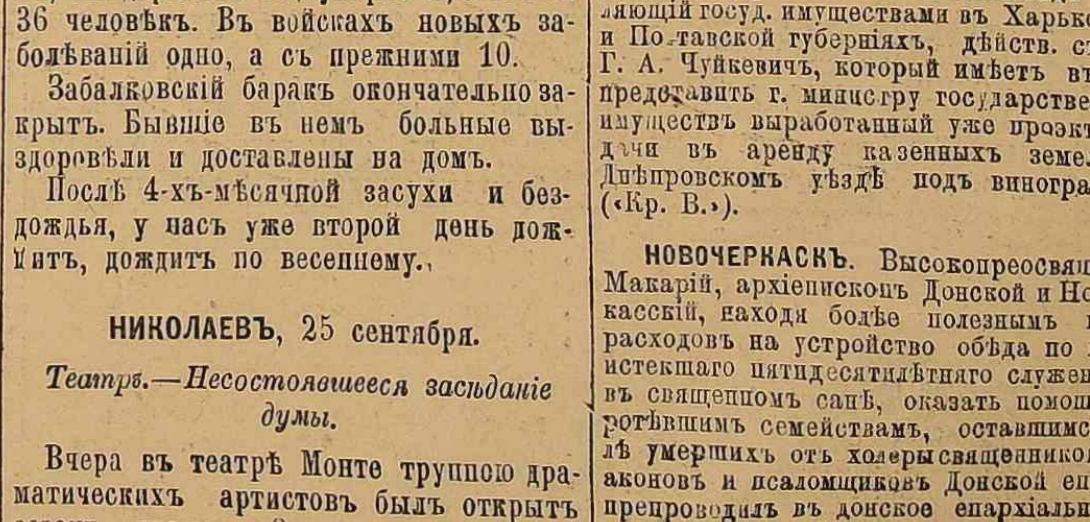 36 человѣкъ. Въ войскахъ новыхъ за-
болѣваній одно, а съ прежними 10.
Забалковскій баракъ окончательно за-
крытъ. Бывшіе въ немъ больные вы-
здоровѣли и доставлены на домъ.
Послѣ 4-хъ-мѣсячной засухи и без-
дождья, у насъ уже второй день дож-
дитъ, дождитъ по весеннему.
НИКОЛАЕВЪ, 25 сентября.
Театръ.—Несостоявшееся засѣданіе
думы.
Вчера въ театрѣ Монте труппою дра-
матическихъ артистовъ былъ открытъ
ляющій госуд. имуществами въ Харько
и Полтавской губерніяхъ, дѣйств. с
Г. А. Чуйкевичъ, который имѣетъ въ
представить г. министру государстве
имуществъ выработанный уже проэкт
дачи въ аренду казенныхъ земел
Днѣпровскомъ уѣздѣ подъ виногра
(«Кр. В.»).
НОВОЧЕРКАСКЪ. Высокопреосвящ
Макарій, архіепископъ Донской и Но
касскій, находя болѣе полезнымъ
расходовъ на устройство обѣда по
истекшаго пятидесятилѣтняго служен
въ священномъ санѣ, оказать помощ
ротѣвшимъ семействамъ, оставшимс
лѣ умершихъ отъ холеры священнико
аконовъ и псаломщиковъ Донской еп
препроводилъ въ донское епархіальн